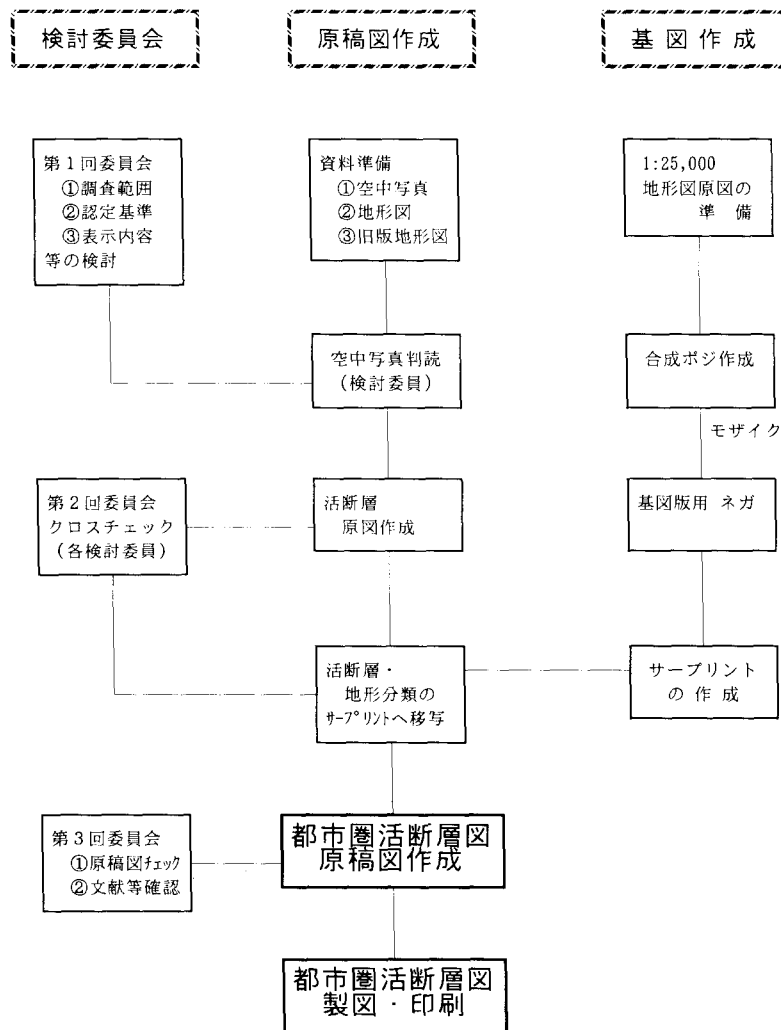 検討委員会
原稿図作成
基図作成
第1回委員会
①調査範囲
②認定基準
③表示内容
等の検討
資料準備
①空中写真
②地形図
③旧版地形図
1:25,000
地形図原図の
準 備
空中写真判読
(検討委員)
合成ポジ作成
モザイク
第2回委員会
クロスチェック
(各検討委員)
活断層
原図作成
基図版用 ネガ
活断層・
地形分類の
サープリントへ移写
サープリント
の 作 成
第3回委員会
①原稿図チェック
②文献等確認
都市圏活断層図
原稿図作成
都市圏活断層図
製図・印刷